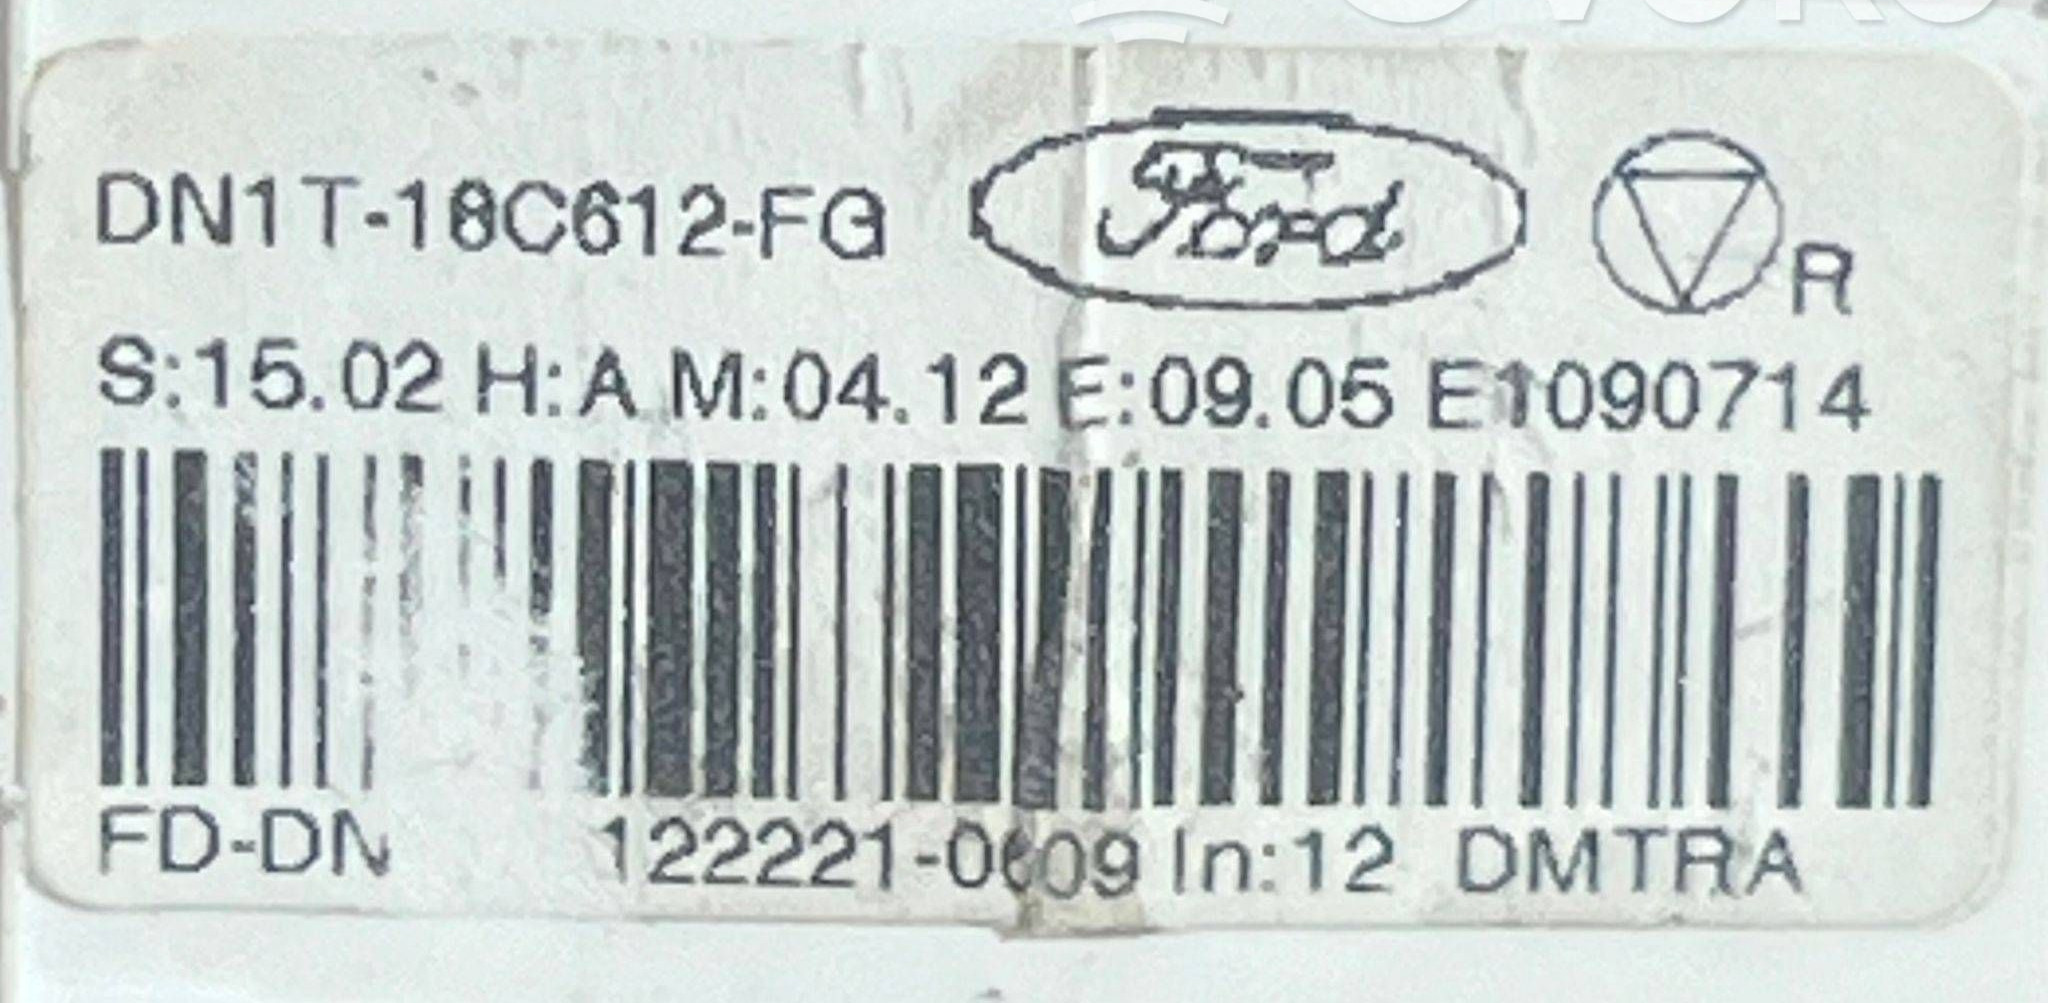 DN1T-18C612-FG Ford R
S:15.02 H:A M:04.12 E:09.05 E1090714
FD-DN 122221-0609 In:12 DMTRA